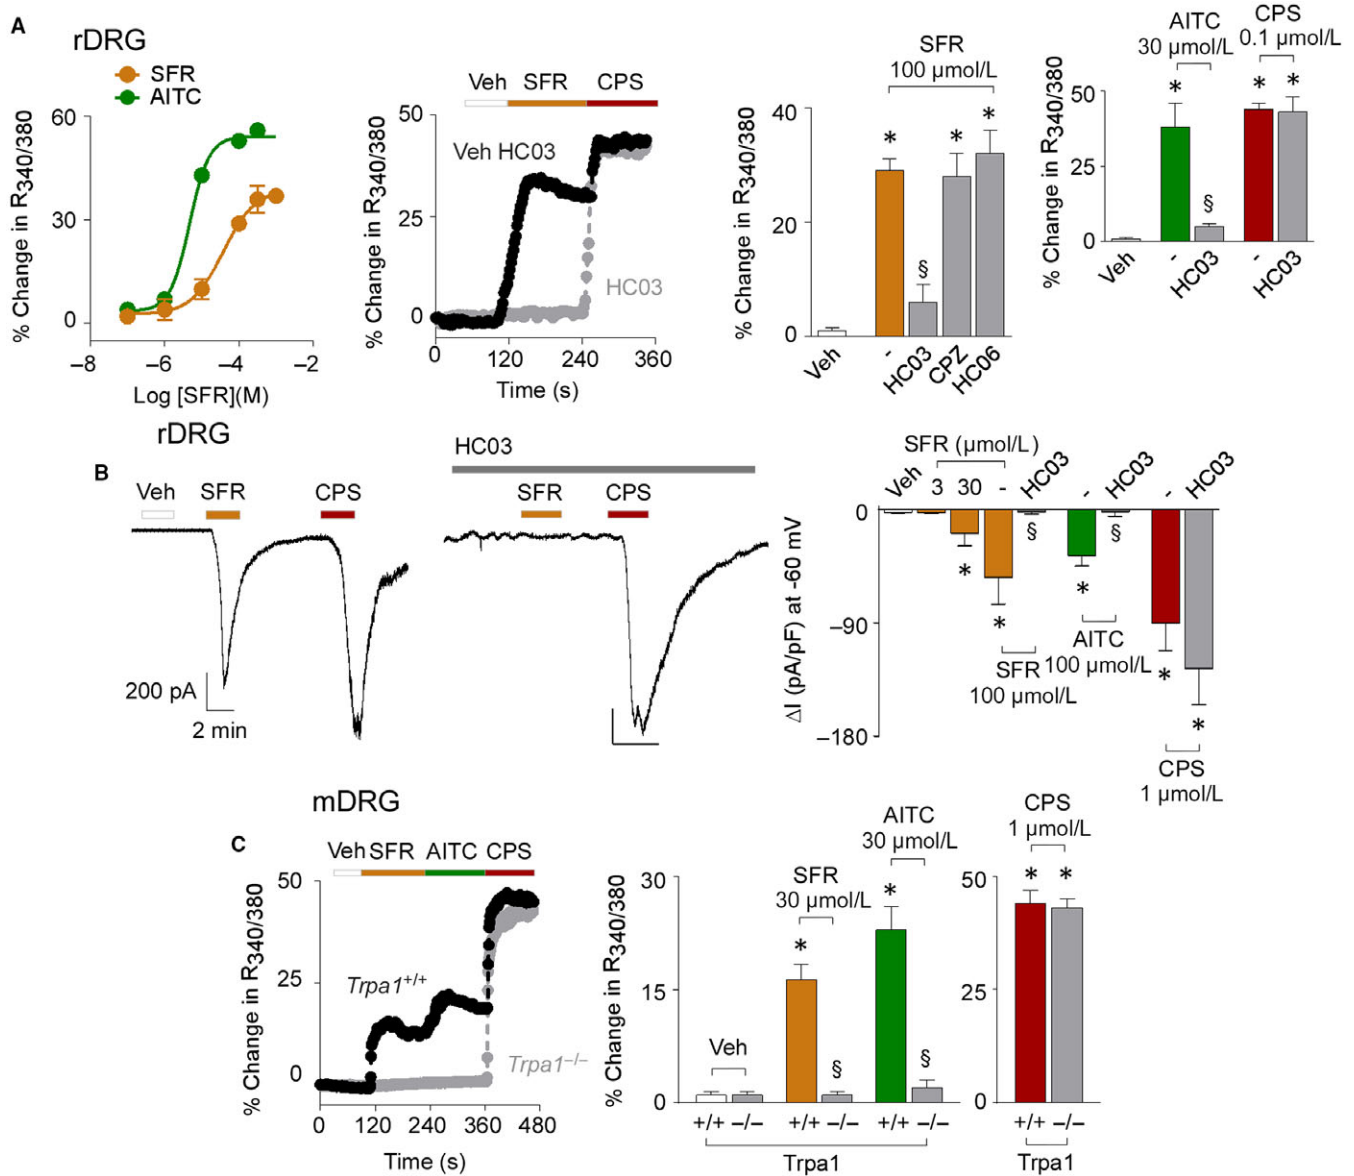 A
rDRG
SFR
AITC
% Change in R340/380
60
30
0
–8
–6
–4
–2
Log [SFR](M)
Veh SFR CPS
% Change in R340/380
50
25
0
Veh HC03
HC03
0 120 240 360
Time (s)
SFR
100 µmol/L
% Change in R340/380
40
20
0
* § * *
Veh - HC03 CPZ HC06
AITC
30 µmol/L
CPS
0.1 µmol/L
% Change in R340/380
50
25
0
* § * *
Veh - HC03 - HC03
B
rDRG
Veh SFR CPS
200 pA
2 min
HC03
SFR CPS
SFR (µmol/L)
Veh 3 30 - HC03 - HC03 - HC03
ΔI (pA/pF) at -60 mV
0
–90
–180
* * § * § * *
SFR
100 µmol/L
AITC
100 µmol/L
CPS
1 µmol/L
mDRG
C
Veh SFR AITC CPS
% Change in R340/380
50
25
0
Trpa1+/+
Trpa1–/–
0 120 240 360 480
Time (s)
% Change in R340/380
30
15
0
Veh
SFR
30 µmol/L
AITC
30 µmol/L
* § * §
+/+ –/– +/+ –/– +/+ –/–
Trpa1
CPS
1 µmol/L
50
25
0
* *
+/+ –/–
Trpa1